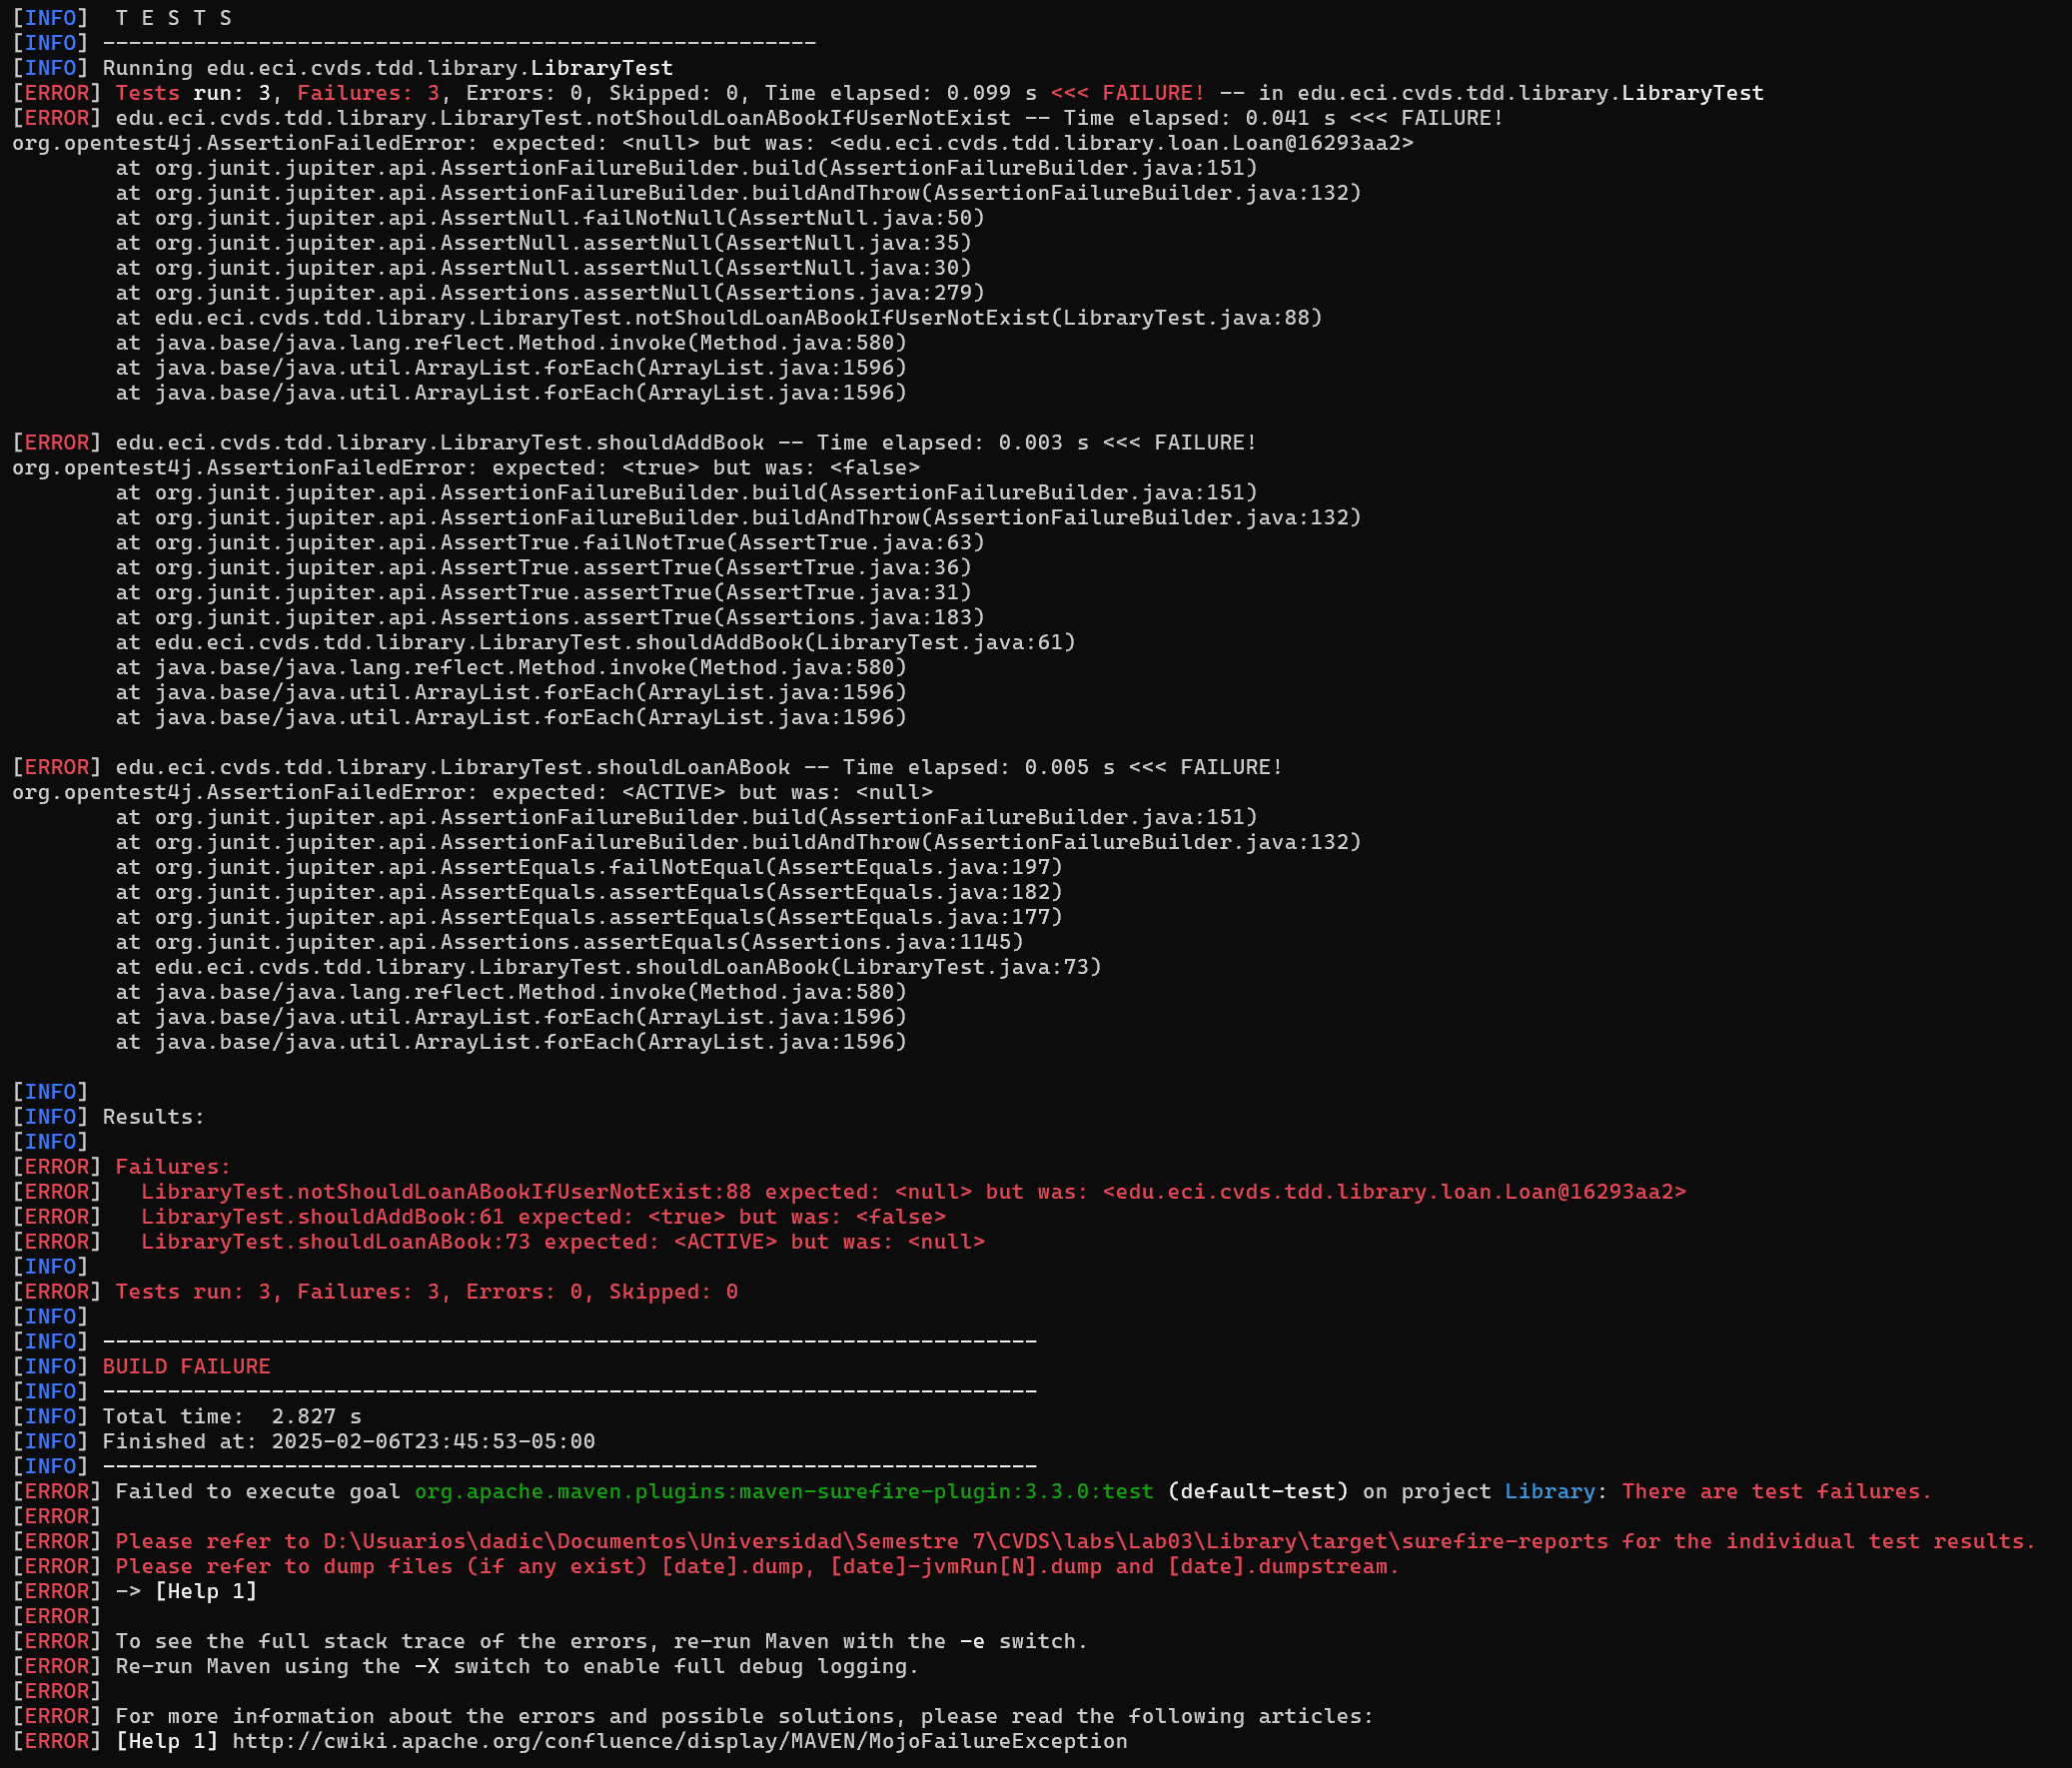 [INFO]  T E S T S
[INFO] -------------------------------------------------------
[INFO] Running edu.eci.cvds.tdd.library.LibraryTest
[ERROR] Tests run: 3, Failures: 3, Errors: 0, Skipped: 0, Time elapsed: 0.099 s <<< FAILURE! -- in edu.eci.cvds.tdd.library.LibraryTest
[ERROR] edu.eci.cvds.tdd.library.LibraryTest.notShouldLoanABookIfUserNotExist -- Time elapsed: 0.041 s <<< FAILURE!
org.opentest4j.AssertionFailedError: expected: <null> but was: <edu.eci.cvds.tdd.library.loan.Loan@16293aa2>
        at org.junit.jupiter.api.AssertionFailureBuilder.build(AssertionFailureBuilder.java:151)
        at org.junit.jupiter.api.AssertionFailureBuilder.buildAndThrow(AssertionFailureBuilder.java:132)
        at org.junit.jupiter.api.AssertNull.failNotNull(AssertNull.java:50)
        at org.junit.jupiter.api.AssertNull.assertNull(AssertNull.java:35)
        at org.junit.jupiter.api.AssertNull.assertNull(AssertNull.java:30)
        at org.junit.jupiter.api.Assertions.assertNull(Assertions.java:279)
        at edu.eci.cvds.tdd.library.LibraryTest.notShouldLoanABookIfUserNotExist(LibraryTest.java:88)
        at java.base/java.lang.reflect.Method.invoke(Method.java:580)
        at java.base/java.util.ArrayList.forEach(ArrayList.java:1596)
        at java.base/java.util.ArrayList.forEach(ArrayList.java:1596)

[ERROR] edu.eci.cvds.tdd.library.LibraryTest.shouldAddBook -- Time elapsed: 0.003 s <<< FAILURE!
org.opentest4j.AssertionFailedError: expected: <true> but was: <false>
        at org.junit.jupiter.api.AssertionFailureBuilder.build(AssertionFailureBuilder.java:151)
        at org.junit.jupiter.api.AssertionFailureBuilder.buildAndThrow(AssertionFailureBuilder.java:132)
        at org.junit.jupiter.api.AssertTrue.failNotTrue(AssertTrue.java:63)
        at org.junit.jupiter.api.AssertTrue.assertTrue(AssertTrue.java:36)
        at org.junit.jupiter.api.AssertTrue.assertTrue(AssertTrue.java:31)
        at org.junit.jupiter.api.Assertions.assertTrue(Assertions.java:183)
        at edu.eci.cvds.tdd.library.LibraryTest.shouldAddBook(LibraryTest.java:61)
        at java.base/java.lang.reflect.Method.invoke(Method.java:580)
        at java.base/java.util.ArrayList.forEach(ArrayList.java:1596)
        at java.base/java.util.ArrayList.forEach(ArrayList.java:1596)

[ERROR] edu.eci.cvds.tdd.library.LibraryTest.shouldLoanABook -- Time elapsed: 0.005 s <<< FAILURE!
org.opentest4j.AssertionFailedError: expected: <ACTIVE> but was: <null>
        at org.junit.jupiter.api.AssertionFailureBuilder.build(AssertionFailureBuilder.java:151)
        at org.junit.jupiter.api.AssertionFailureBuilder.buildAndThrow(AssertionFailureBuilder.java:132)
        at org.junit.jupiter.api.AssertEquals.failNotEqual(AssertEquals.java:197)
        at org.junit.jupiter.api.AssertEquals.assertEquals(AssertEquals.java:182)
        at org.junit.jupiter.api.AssertEquals.assertEquals(AssertEquals.java:177)
        at org.junit.jupiter.api.Assertions.assertEquals(Assertions.java:1145)
        at edu.eci.cvds.tdd.library.LibraryTest.shouldLoanABook(LibraryTest.java:73)
        at java.base/java.lang.reflect.Method.invoke(Method.java:580)
        at java.base/java.util.ArrayList.forEach(ArrayList.java:1596)
        at java.base/java.util.ArrayList.forEach(ArrayList.java:1596)

[INFO]
[INFO] Results:
[INFO]
[ERROR] Failures:
[ERROR]   LibraryTest.notShouldLoanABookIfUserNotExist:88 expected: <null> but was: <edu.eci.cvds.tdd.library.loan.Loan@16293aa2>
[ERROR]   LibraryTest.shouldAddBook:61 expected: <true> but was: <false>
[ERROR]   LibraryTest.shouldLoanABook:73 expected: <ACTIVE> but was: <null>
[INFO]
[ERROR] Tests run: 3, Failures: 3, Errors: 0, Skipped: 0
[INFO]
[INFO] ------------------------------------------------------------------------
[INFO] BUILD FAILURE
[INFO] ------------------------------------------------------------------------
[INFO] Total time:  2.827 s
[INFO] Finished at: 2025-02-06T23:45:53-05:00
[INFO] ------------------------------------------------------------------------
[ERROR] Failed to execute goal org.apache.maven.plugins:maven-surefire-plugin:3.3.0:test (default-test) on project Library: There are test failures.
[ERROR]
[ERROR] Please refer to D:\Usuarios\dadic\Documentos\Universidad\Semestre 7\CVDS\labs\Lab03\Library\target\surefire-reports for the individual test results.
[ERROR] Please refer to dump files (if any exist) [date].dump, [date]-jvmRun[N].dump and [date].dumpstream.
[ERROR] -> [Help 1]
[ERROR]
[ERROR] To see the full stack trace of the errors, re-run Maven with the -e switch.
[ERROR] Re-run Maven using the -X switch to enable full debug logging.
[ERROR]
[ERROR] For more information about the errors and possible solutions, please read the following articles:
[ERROR] [Help 1] http://cwiki.apache.org/confluence/display/MAVEN/MojoFailureException